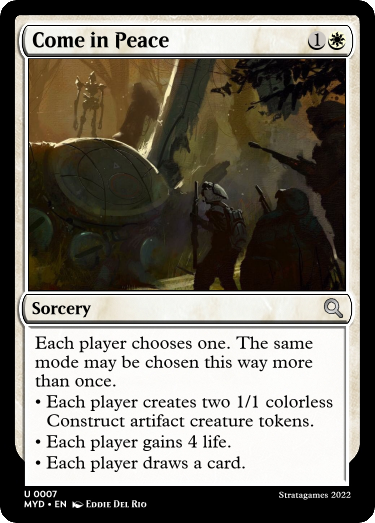 Come in Peace 1
Sorcery
Each player chooses one. The same
mode may be chosen this way more
than once.
• Each player creates two 1/1 colorless
Construct artifact creature tokens.
• Each player gains 4 life.
• Each player draws a card.
U 0007
MYD • EN Eddie Del Rio
Stratagames 2022